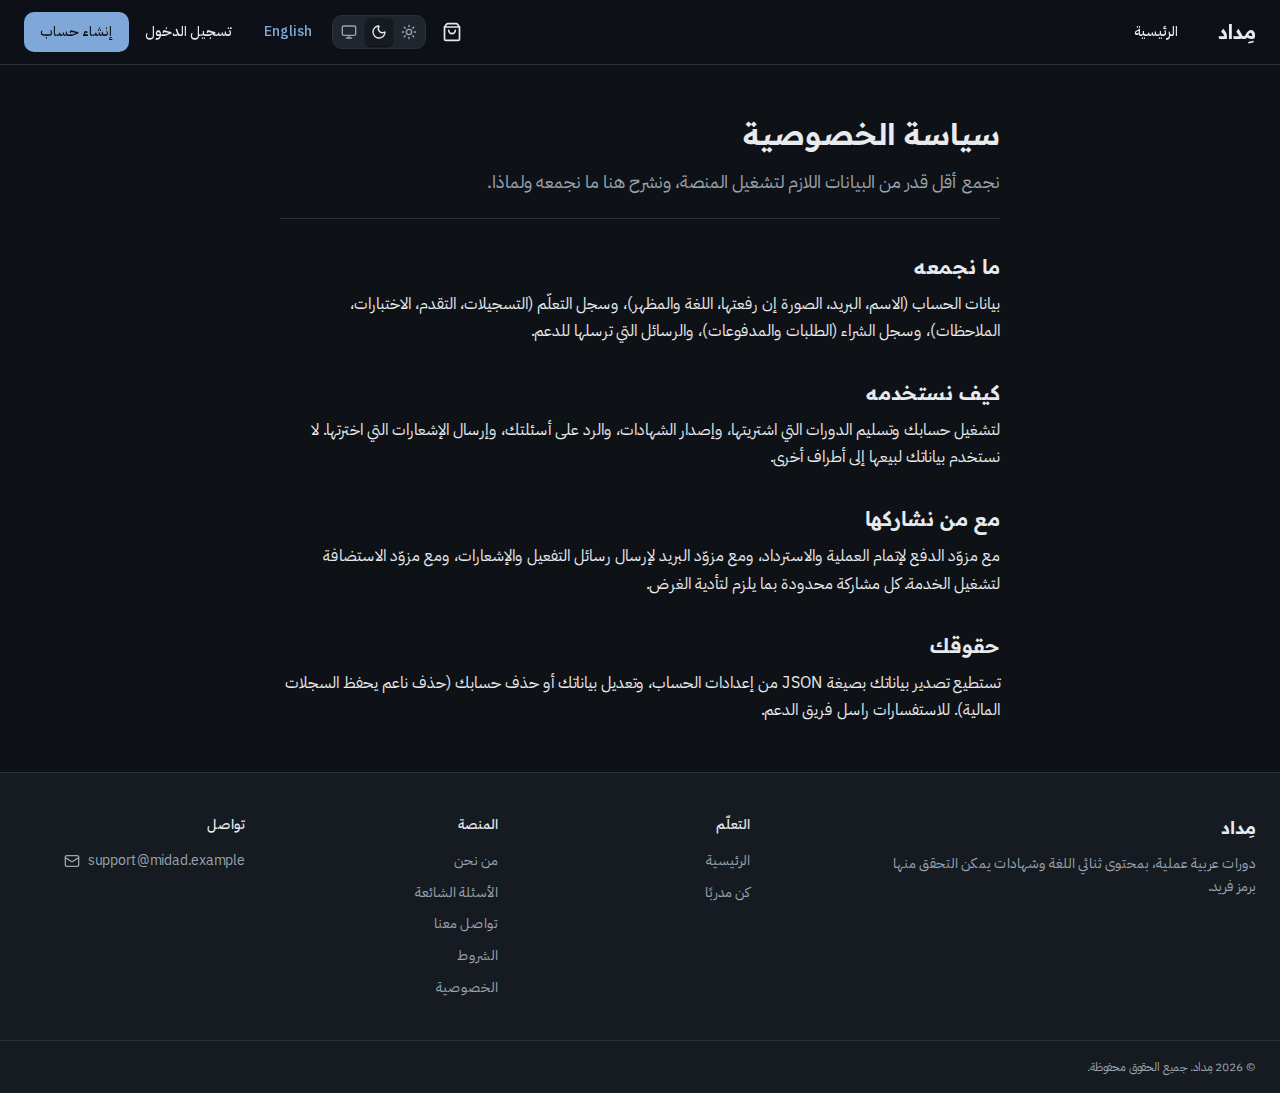 مِداد
الرئيسية
English
تسجيل الدخول
إنشاء حساب
سياسة الخصوصية
نجمع أقل قدر من البيانات اللازم لتشغيل المنصة، ونشرح هنا ما نجمعه ولماذا.
ما نجمعه
بيانات الحساب (الاسم، البريد، الصورة إن رفعتها، اللغة والمظهر)، وسجل التعلّم (التسجيلات، التقدم، الاختبارات،
الملاحظات)، وسجل الشراء (الطلبات والمدفوعات)، والرسائل التي ترسلها للدعم.
كيف نستخدمه
لتشغيل حسابك وتسليم الدورات التي اشتريتها، وإصدار الشهادات، والرد على أسئلتك، وإرسال الإشعارات التي اخترتها. لا
نستخدم بياناتك لبيعها إلى أطراف أخرى.
مع من نشاركها
مع مزوّد الدفع لإتمام العملية والاسترداد، ومع مزوّد البريد لإرسال رسائل التفعيل والإشعارات، ومع مزوّد الاستضافة
لتشغيل الخدمة. كل مشاركة محدودة بما يلزم لتأدية الغرض.
حقوقك
تستطيع تصدير بياناتك بصيغة JSON من إعدادات الحساب، وتعديل بياناتك أو حذف حسابك (حذف ناعم يحفظ السجلات
المالية). للاستفسارات راسل فريق الدعم.
مِداد
دورات عربية عملية، بمحتوى ثنائي اللغة وشهادات يمكن التحقق منها
برمز فريد.
التعلّم
الرئيسية
كن مدربًا
المنصة
من نحن
الأسئلة الشائعة
تواصل معنا
الشروط
الخصوصية
تواصل
support@midad.example
© 2026 مِداد. جميع الحقوق محفوظة.